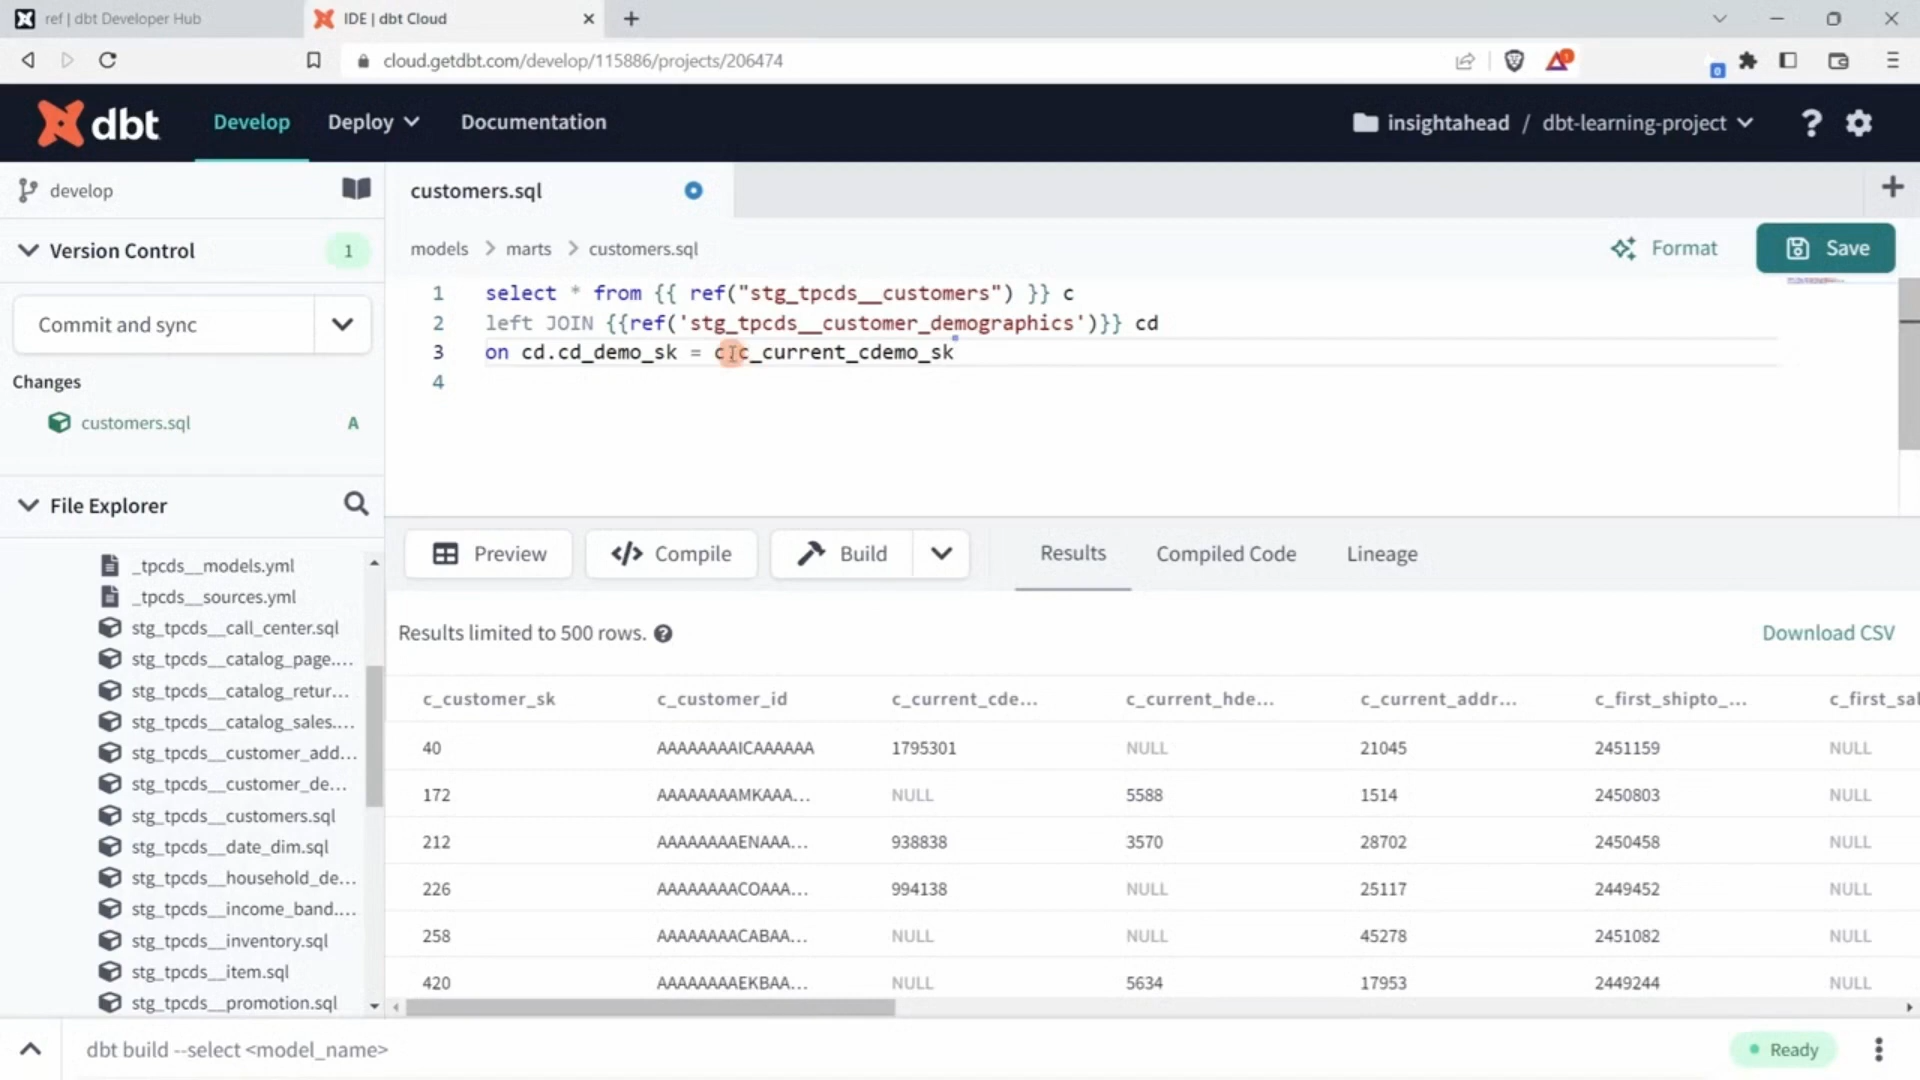 ref | dbt Developer Hub
IDE | dbt Cloud
cloud.getdbt.com/develop/115886/projects/206474
1
0
dbt
Develop
Deploy
Documentation
insightahead / dbt-learning-project
?
develop
Version Control
1
Commit and sync
Changes
customers.sql A
File Explorer
_tpcds__models.yml
_tpcds__sources.yml
stg_tpcds__call_center.sql
stg_tpcds__catalog_page....
stg_tpcds__catalog_retur...
stg_tpcds__catalog_sales....
stg_tpcds__customer_add...
stg_tpcds__customer_de...
stg_tpcds__customers.sql
stg_tpcds__date_dim.sql
stg_tpcds__household_de...
stg_tpcds__income_band....
stg_tpcds__inventory.sql
stg_tpcds__item.sql
stg_tpcds__promotion.sql
customers.sql
models > marts > customers.sql
Format
Save
1 select * from {{ ref("stg_tpcds__customers") }} c
2 left JOIN {{ref('stg_tpcds__customer_demographics')}} cd
3 on cd.cd_demo_sk = c.c_current_cdemo_sk
4
Preview
</> Compile
Build
Results
Compiled Code
Lineage
Results limited to 500 rows. ?
Download CSV
c_customer_sk c_customer_id c_current_cde... c_current_hde... c_current_addr... c_first_shipto_... c_first_sal
40 AAAAAAAAICAAAAAA 1795301 NULL 21045 2451159 NULL
172 AAAAAAAAMKAAA... NULL 5588 1514 2450803 NULL
212 AAAAAAAAENAAA... 938838 3570 28702 2450458 NULL
226 AAAAAAAACOAAA... 994138 NULL 25117 2449452 NULL
258 AAAAAAAACABAA... NULL NULL 45278 2451082 NULL
420 AAAAAAAAEKBAA... NULL 5634 17953 2449244 NULL
dbt build --select <model_name>
Ready